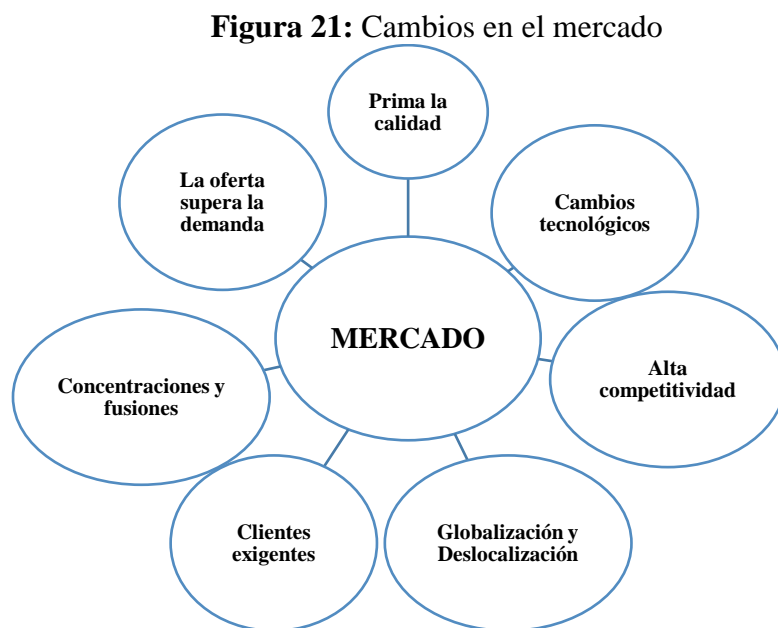 Figura 21: Cambios en el mercado
Prima la
calidad
La oferta
supera la
demanda
Cambios
tecnológicos
MERCADO
Alta
competitividad
Concentraciones y
fusiones
Clientes
exigentes
Globalización y
Deslocalización